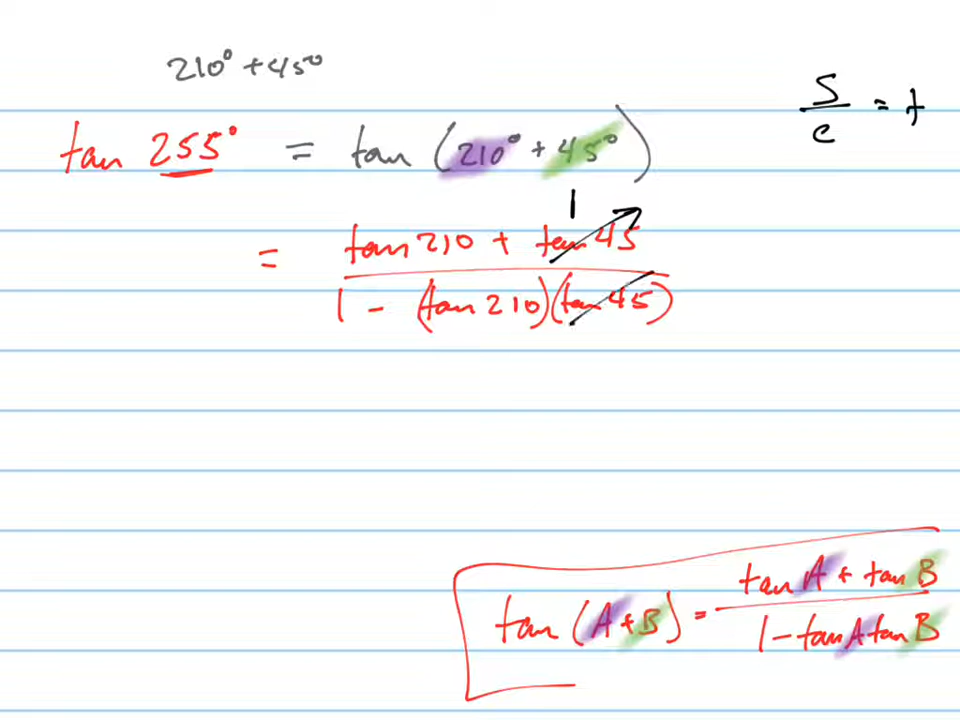 210° + 45°
S/c = t
tan 255° = tan (210° + 45°)
1
= (tan 210 + tan 45) / (1 - (tan 210)(tan 45))
tan (A + B) = (tan A + tan B) / (1 - tan A tan B)